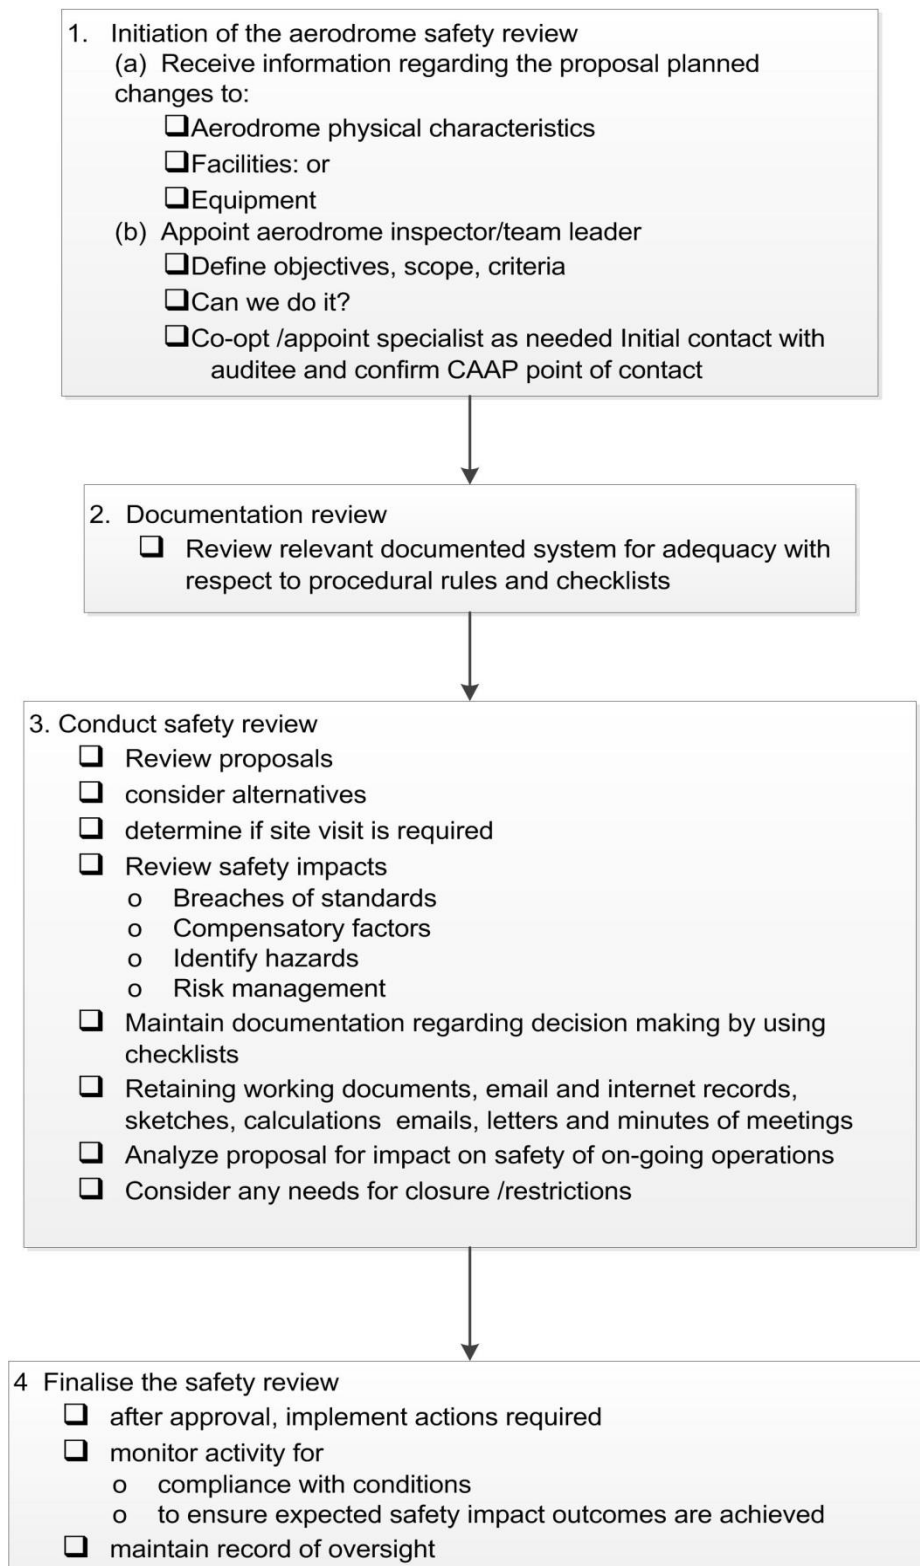 1. Initiation of the aerodrome safety review
(a) Receive information regarding the proposal planned
changes to:
❑Aerodrome physical characteristics
❑Facilities: or
❑Equipment
(b) Appoint aerodrome inspector/team leader
❑Define objectives, scope, criteria
❑Can we do it?
❑Co-opt /appoint specialist as needed Initial contact with
auditee and confirm CAAP point of contact
2. Documentation review
❑ Review relevant documented system for adequacy with
respect to procedural rules and checklists
3. Conduct safety review
❑ Review proposals
❑ consider alternatives
❑ determine if site visit is required
❑ Review safety impacts
o Breaches of standards
o Compensatory factors
o Identify hazards
o Risk management
❑ Maintain documentation regarding decision making by using
checklists
❑ Retaining working documents, email and internet records,
sketches, calculations emails, letters and minutes of meetings
❑ Analyze proposal for impact on safety of on-going operations
❑ Consider any needs for closure /restrictions
4 Finalise the safety review
❑ after approval, implement actions required
❑ monitor activity for
o compliance with conditions
o to ensure expected safety impact outcomes are achieved
❑ maintain record of oversight